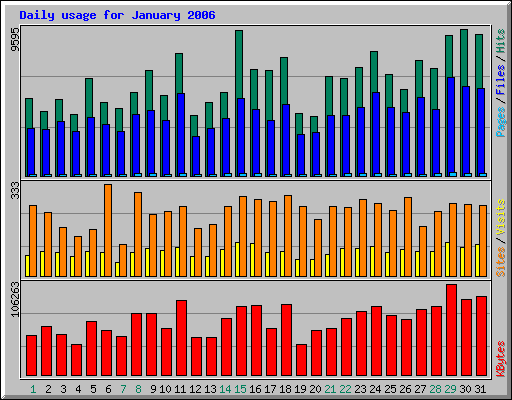 Daily usage for January 2006
9595
Pages / Files / Hits
333
Sites / Visits
106263
KBytes
1 2 3 4 5 6 7 8 9 10 11 12 13 14 15 16 17 18 19 20 21 22 23 24 25 26 27 28 29 30 31